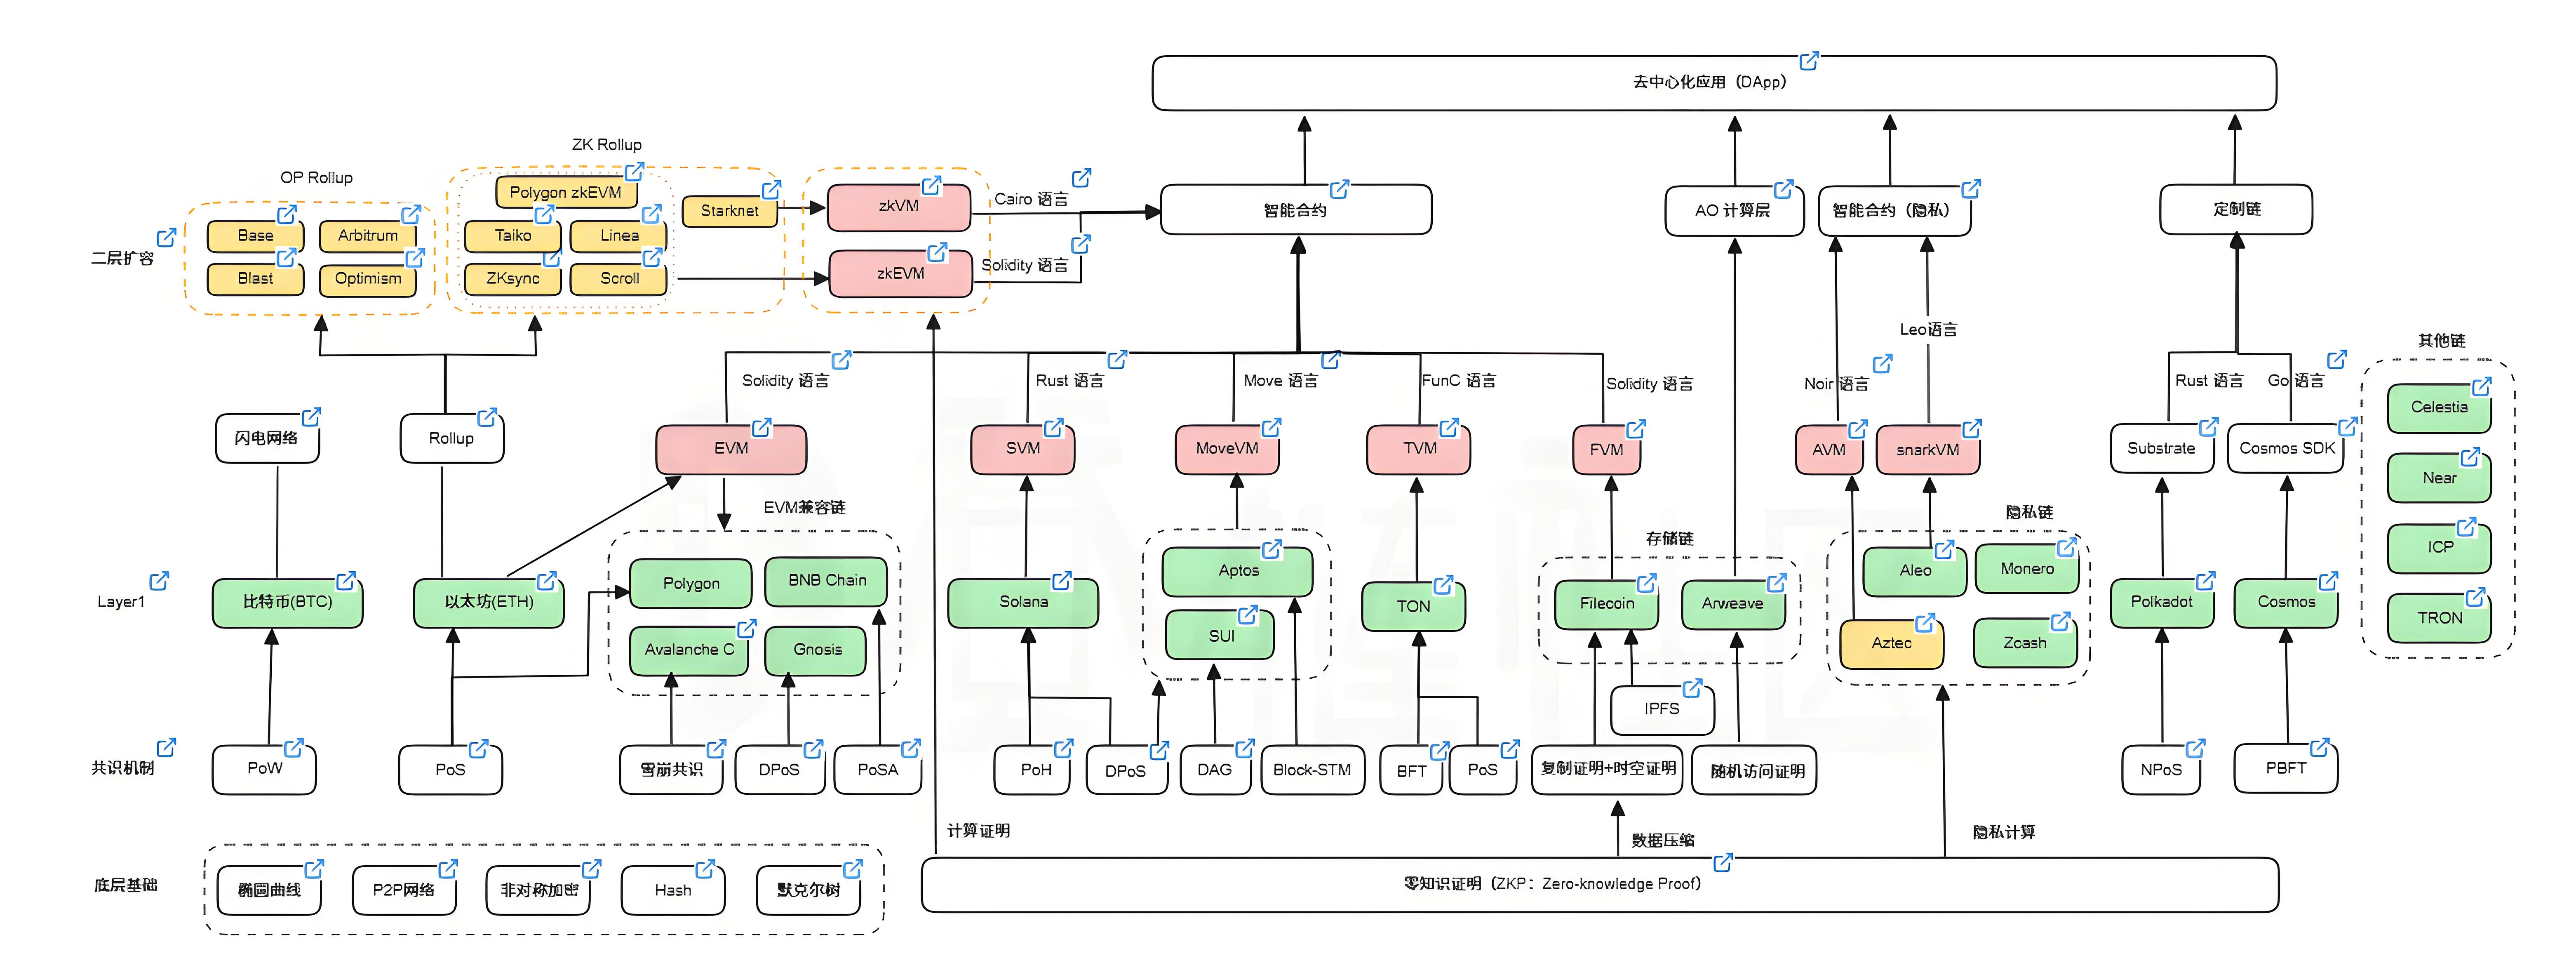 去中心化应用（DApp）
ZK Rollup
OP Rollup
Polygon zkEVM
Starknet
zkVM
Cairo 语言
智能合约
AO 计算层
智能合约（隐私）
定制链
Base
Arbitrum
Taiko
Linea
二层扩容
Blast
Optimism
ZKsync
Scroll
zkEVM
Solidity 语言
Leo语言
其他链
Solidity 语言
Rust 语言
Move 语言
FunC 语言
Solidity 语言
Noir 语言
Rust 语言
Go 语言
Celestia
闪电网络
Rollup
EVM
SVM
MoveVM
TVM
FVM
AVM
snarkVM
Substrate
Cosmos SDK
Near
EVM兼容链
隐私链
存储链
ICP
Polygon
BNB Chain
Aptos
Aleo
Monero
Layer1
比特币(BTC)
以太坊(ETH)
Solana
TON
Filecoin
Arweave
Polkadot
Cosmos
TRON
Avalanche C
Gnosis
SUI
Aztec
Zcash
IPFS
共识机制
PoW
PoS
雪崩共识
DPoS
PoSA
PoH
DPoS
DAG
Block-STM
BFT
PoS
复制证明+时空证明
随机访问证明
NPoS
PBFT
计算证明
数据压缩
隐私计算
底层基础
椭圆曲线
P2P网络
非对称加密
Hash
默克尔树
零知识证明（ZKP：Zero-knowledge Proof）